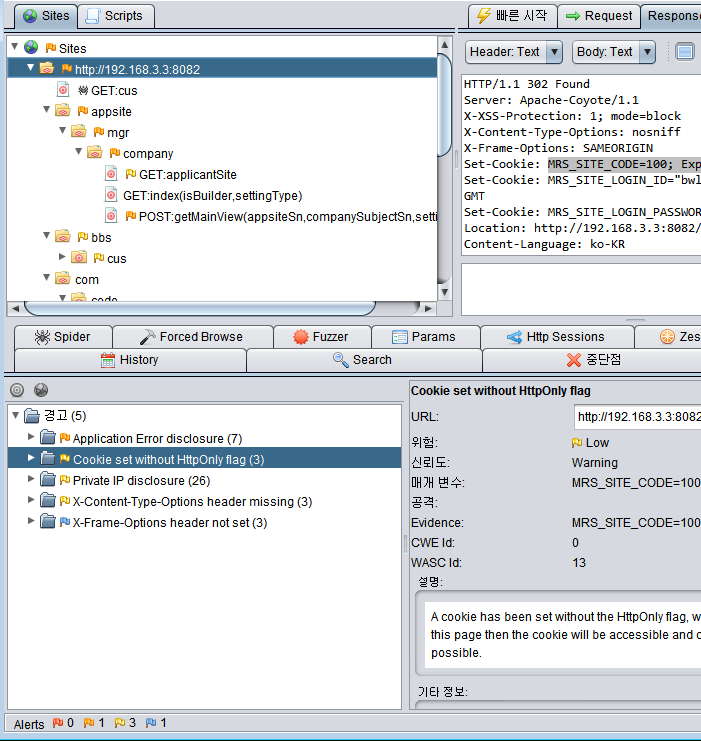 Sites Scripts
빠른 시작 Request Respons
Header: Text Body: Text
Sites
http://192.168.3.3:8082
GET:cus
appsite
mgr
company
GET:applicantSite
GET:index(isBuilder,settingType)
POST:getMainView(appsiteSn,companySubjectSn,setti
bbs
cus
com
code
HTTP/1.1 302 Found
Server: Apache-Coyote/1.1
X-XSS-Protection: 1; mode=block
X-Content-Type-Options: nosniff
X-Frame-Options: SAMEORIGIN
Set-Cookie: MRS_SITE_CODE=100; Exp
Set-Cookie: MRS_SITE_LOGIN_ID="bwl
GMT
Set-Cookie: MRS_SITE_LOGIN_PASSWOR
Location: http://192.168.3.3:8082/
Content-Language: ko-KR
Spider Forced Browse Fuzzer Params Http Sessions Zes
History Search 중단점
경고 (5)
Application Error disclosure (7)
Cookie set without HttpOnly flag (3)
Private IP disclosure (26)
X-Content-Type-Options header missing (3)
X-Frame-Options header not set (3)
Cookie set without HttpOnly flag
URL: http://192.168.3.3:8082
위험: Low
신뢰도: Warning
매개 변수: MRS_SITE_CODE=100
공격:
Evidence: MRS_SITE_CODE=100
CWE Id: 0
WASC Id: 13
설명:
A cookie has been set without the HttpOnly flag, w
this page then the cookie will be accessible and c
possible.
기타 정보:
Alerts 0 1 3 1